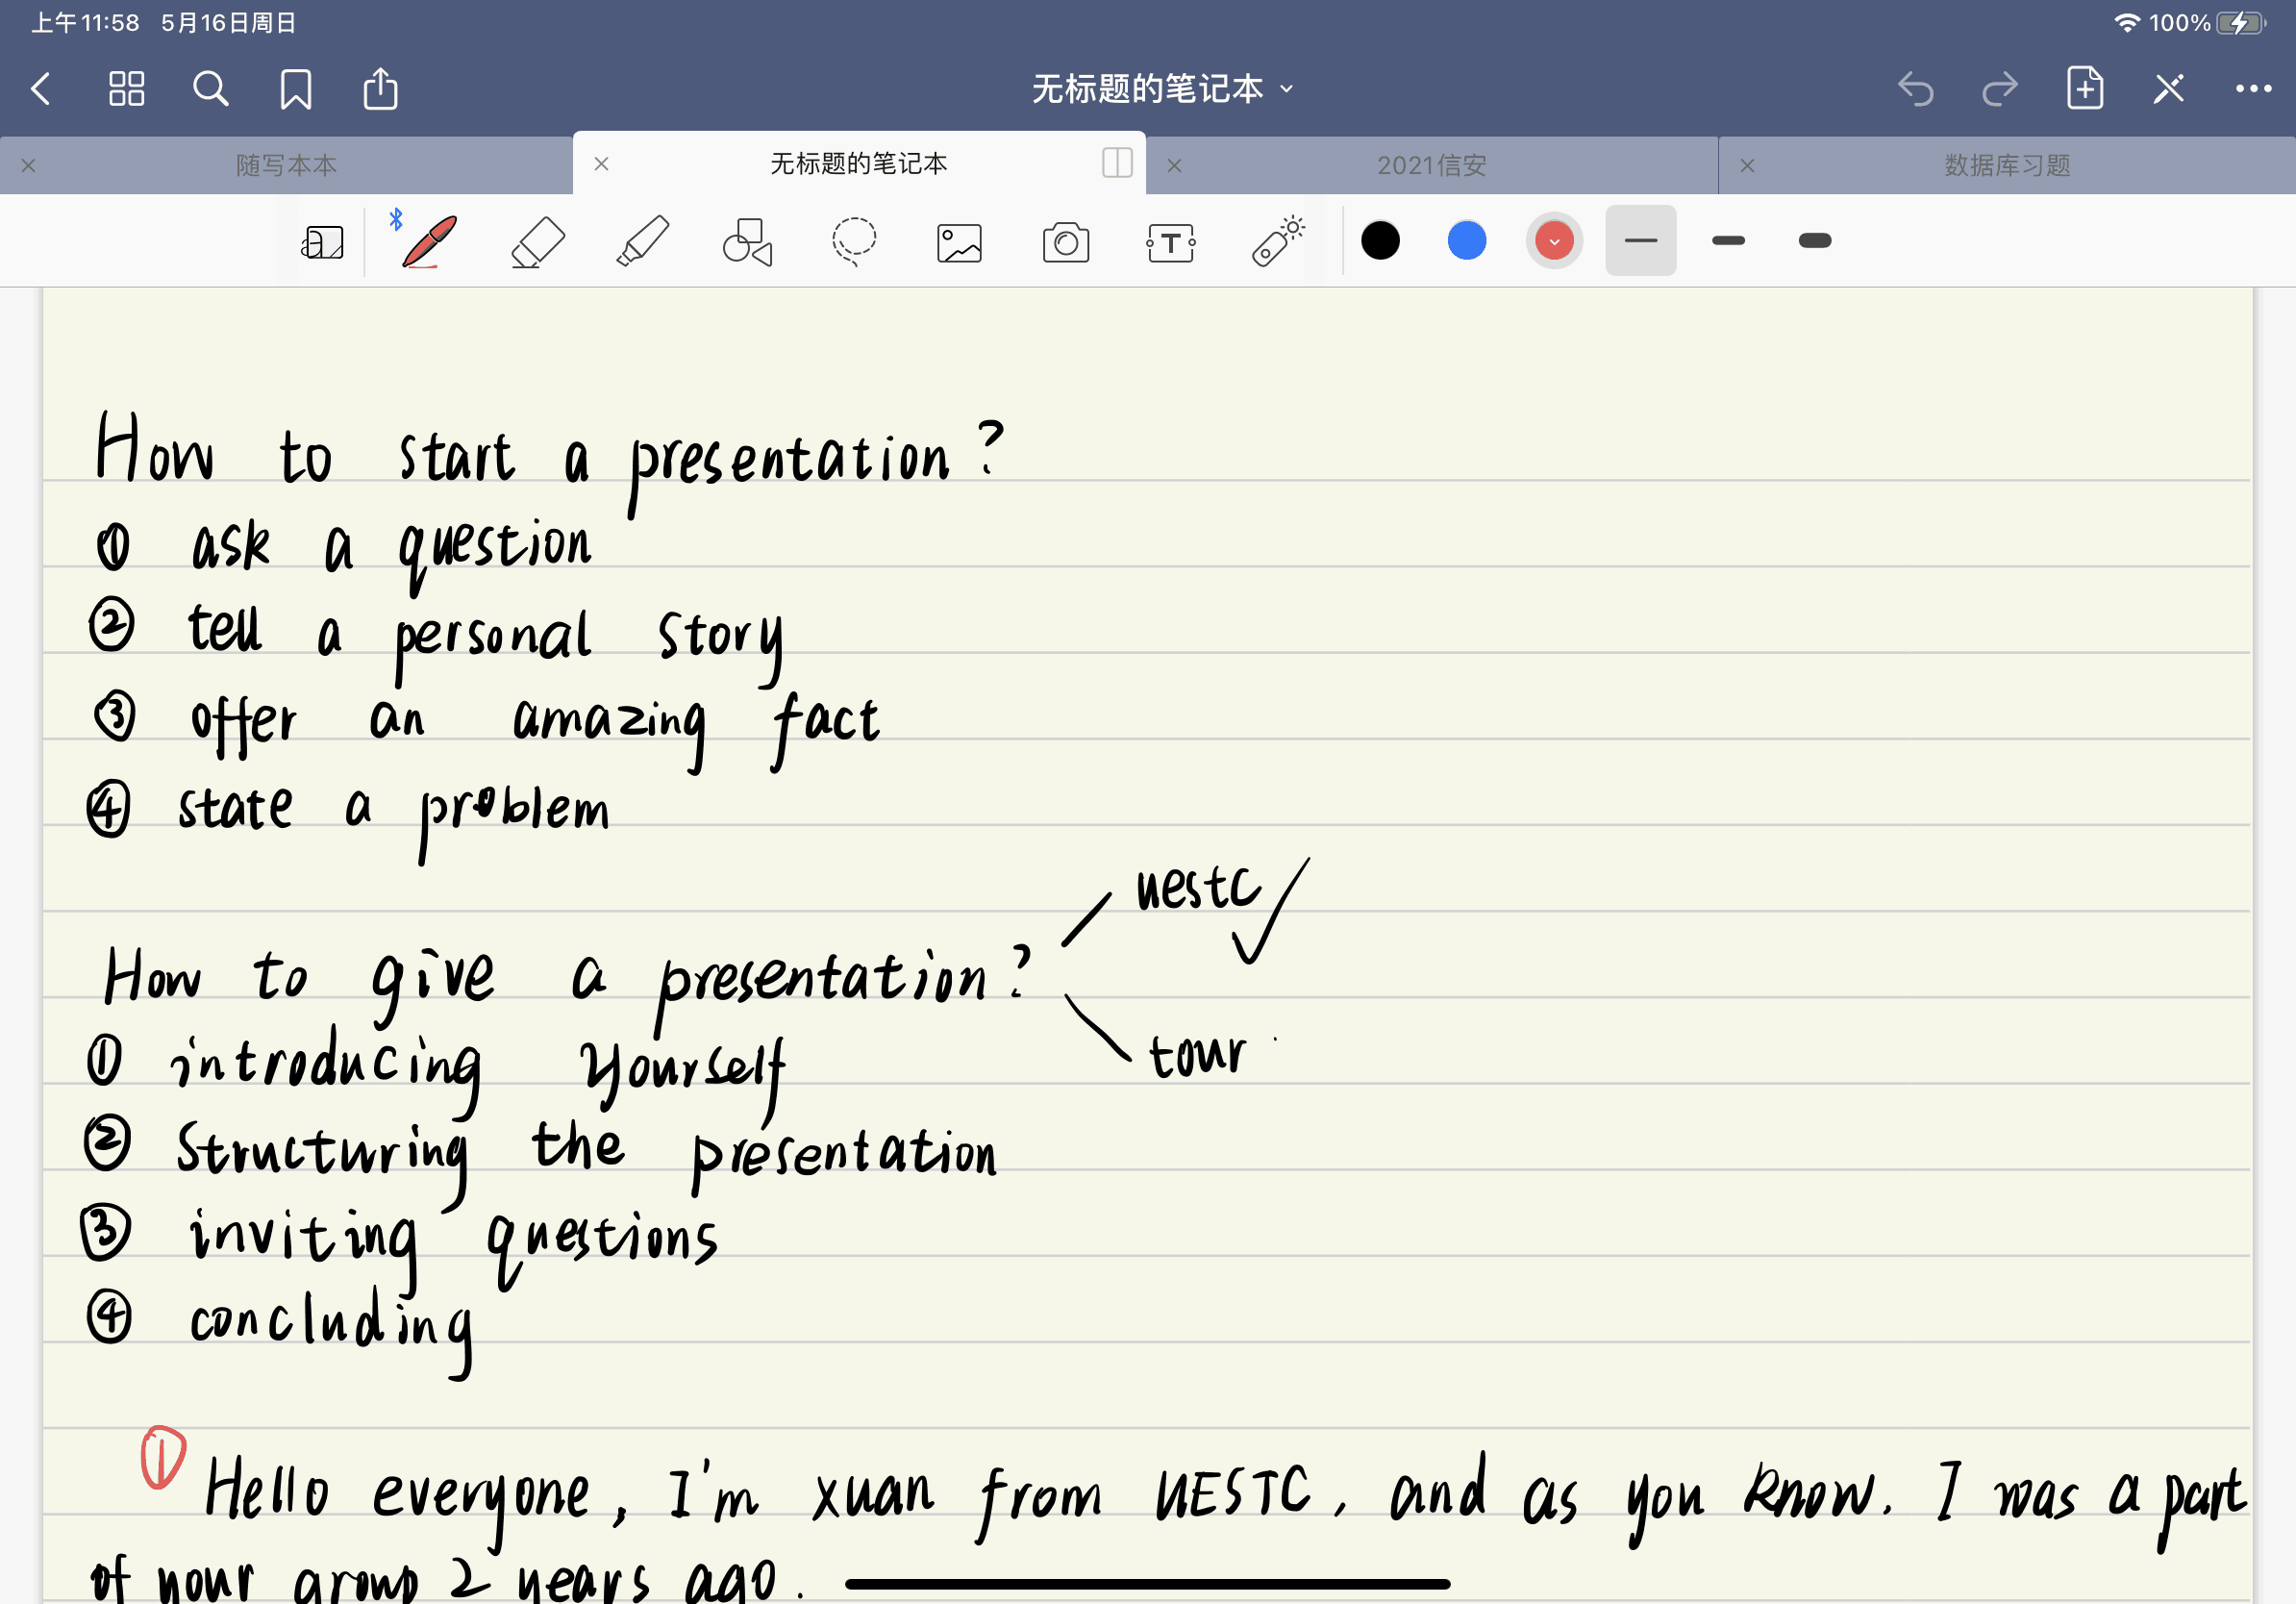 上午11:58 5月16日周日 100%
无标题的笔记本
随写本本 无标题的笔记本 2021信安 数据库习题
How to start a presentation?
① ask a question
② tell a personal story
③ offer an amazing fact
④ state a problem
uestc
How to give a presentation?
tour
① introducing yourself
② Structuring the presentation
③ inviting questions
④ concluding
① Hello everyone, I'm xuan from UESTC, and as you know. I was a part
of your group 2 years ago.